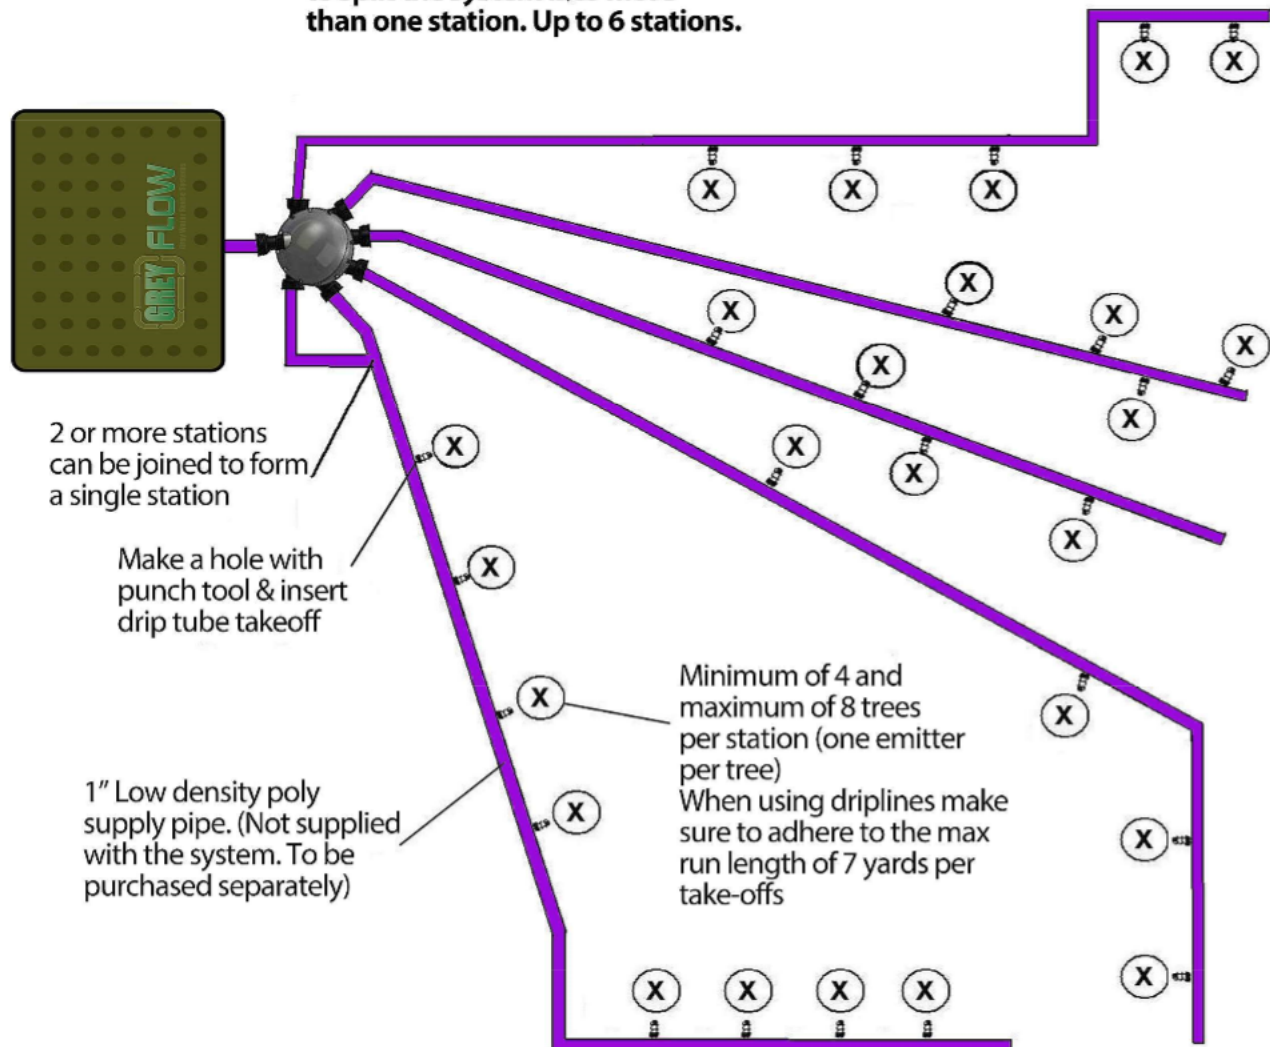 than one station. Up to 6 stations.
X X
GREY FLOW
X X X
X
X
X
X
X
X
X
X
X
X
2 or more stations
can be joined to form
a single station
X
Make a hole with
punch tool & insert
drip tube takeoff
X
X
X
Minimum of 4 and
maximum of 8 trees
per station (one emitter
per tree)
When using driplines make
sure to adhere to the max
run length of 7 yards per
take-offs
1” Low density poly
supply pipe. (Not supplied
with the system. To be
purchased separately)
X
X
X
X X X X